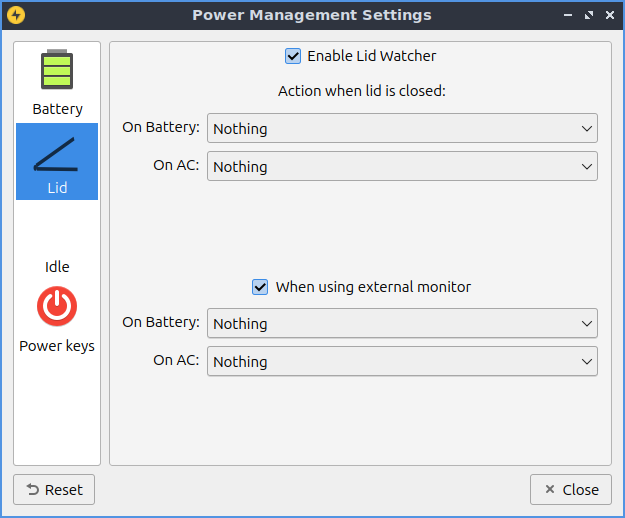 Power Management Settings
Battery
Lid
Idle
Power keys
Enable Lid Watcher
Action when lid is closed:
On Battery: Nothing
On AC: Nothing
When using external monitor
On Battery: Nothing
On AC: Nothing
Reset
Close